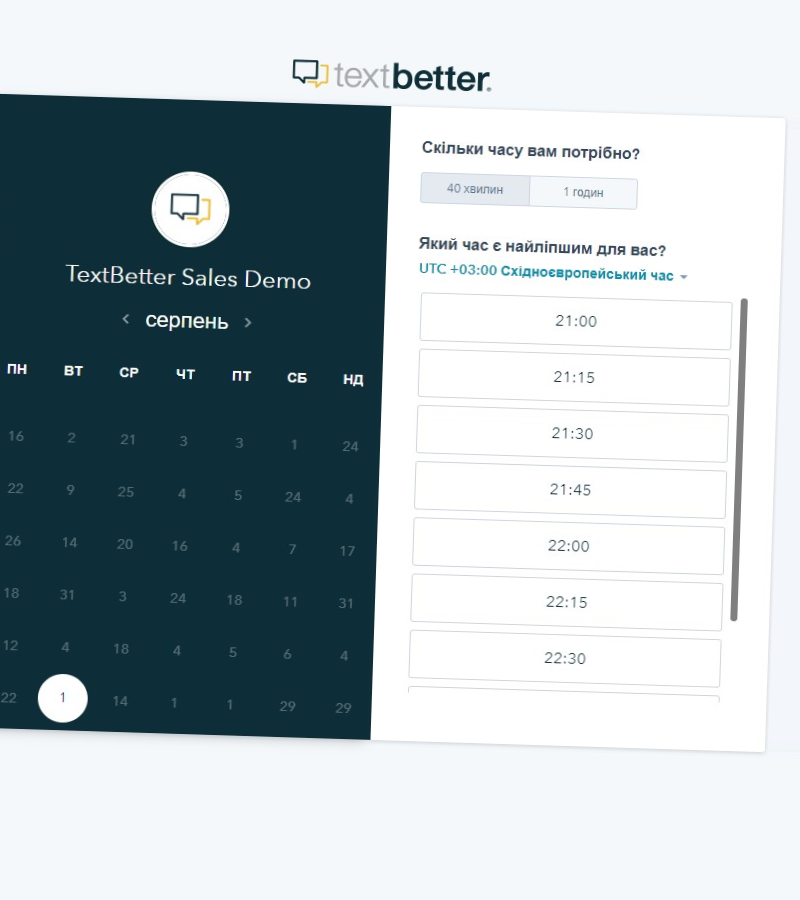 textbetter.
TextBetter Sales Demo
серпень
ПН ВТ СР ЧТ ПТ СБ НД
16 2 21 3 3 1 24
22 9 25 4 5 24 4
26 14 20 16 4 7 17
18 31 3 24 18 11 31
12 4 18 4 5 6 4
22 1 14 1 1 29 29
Скільки часу вам потрібно?
40 хвилин 1 годин
Який час є найліпшим для вас?
UTC +03:00 Східноєвропейський час
21:00
21:15
21:30
21:45
22:00
22:15
22:30